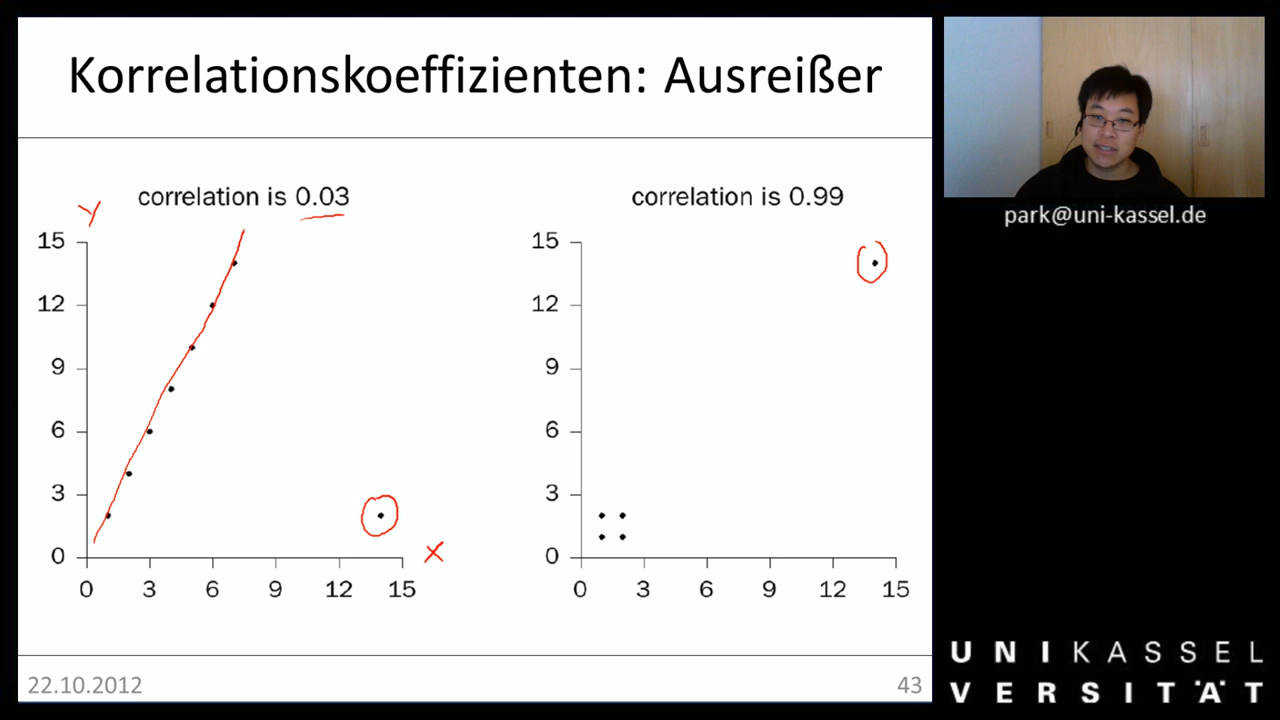 Korrelationskoeffizienten: Ausreißer
correlation is 0.03
Y
15
12
9
6
3
0
0 3 6 9 12 15
X
correlation is 0.99
15
12
9
6
3
0
0 3 6 9 12 15
22.10.2012
43
park@uni-kassel.de
UNIKASSEL
VERSITÄT